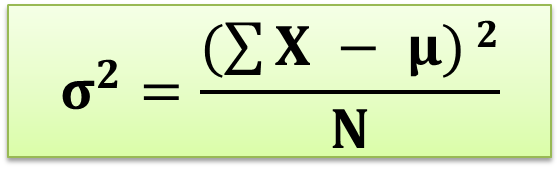 σ² = (∑ X − μ) ² / N